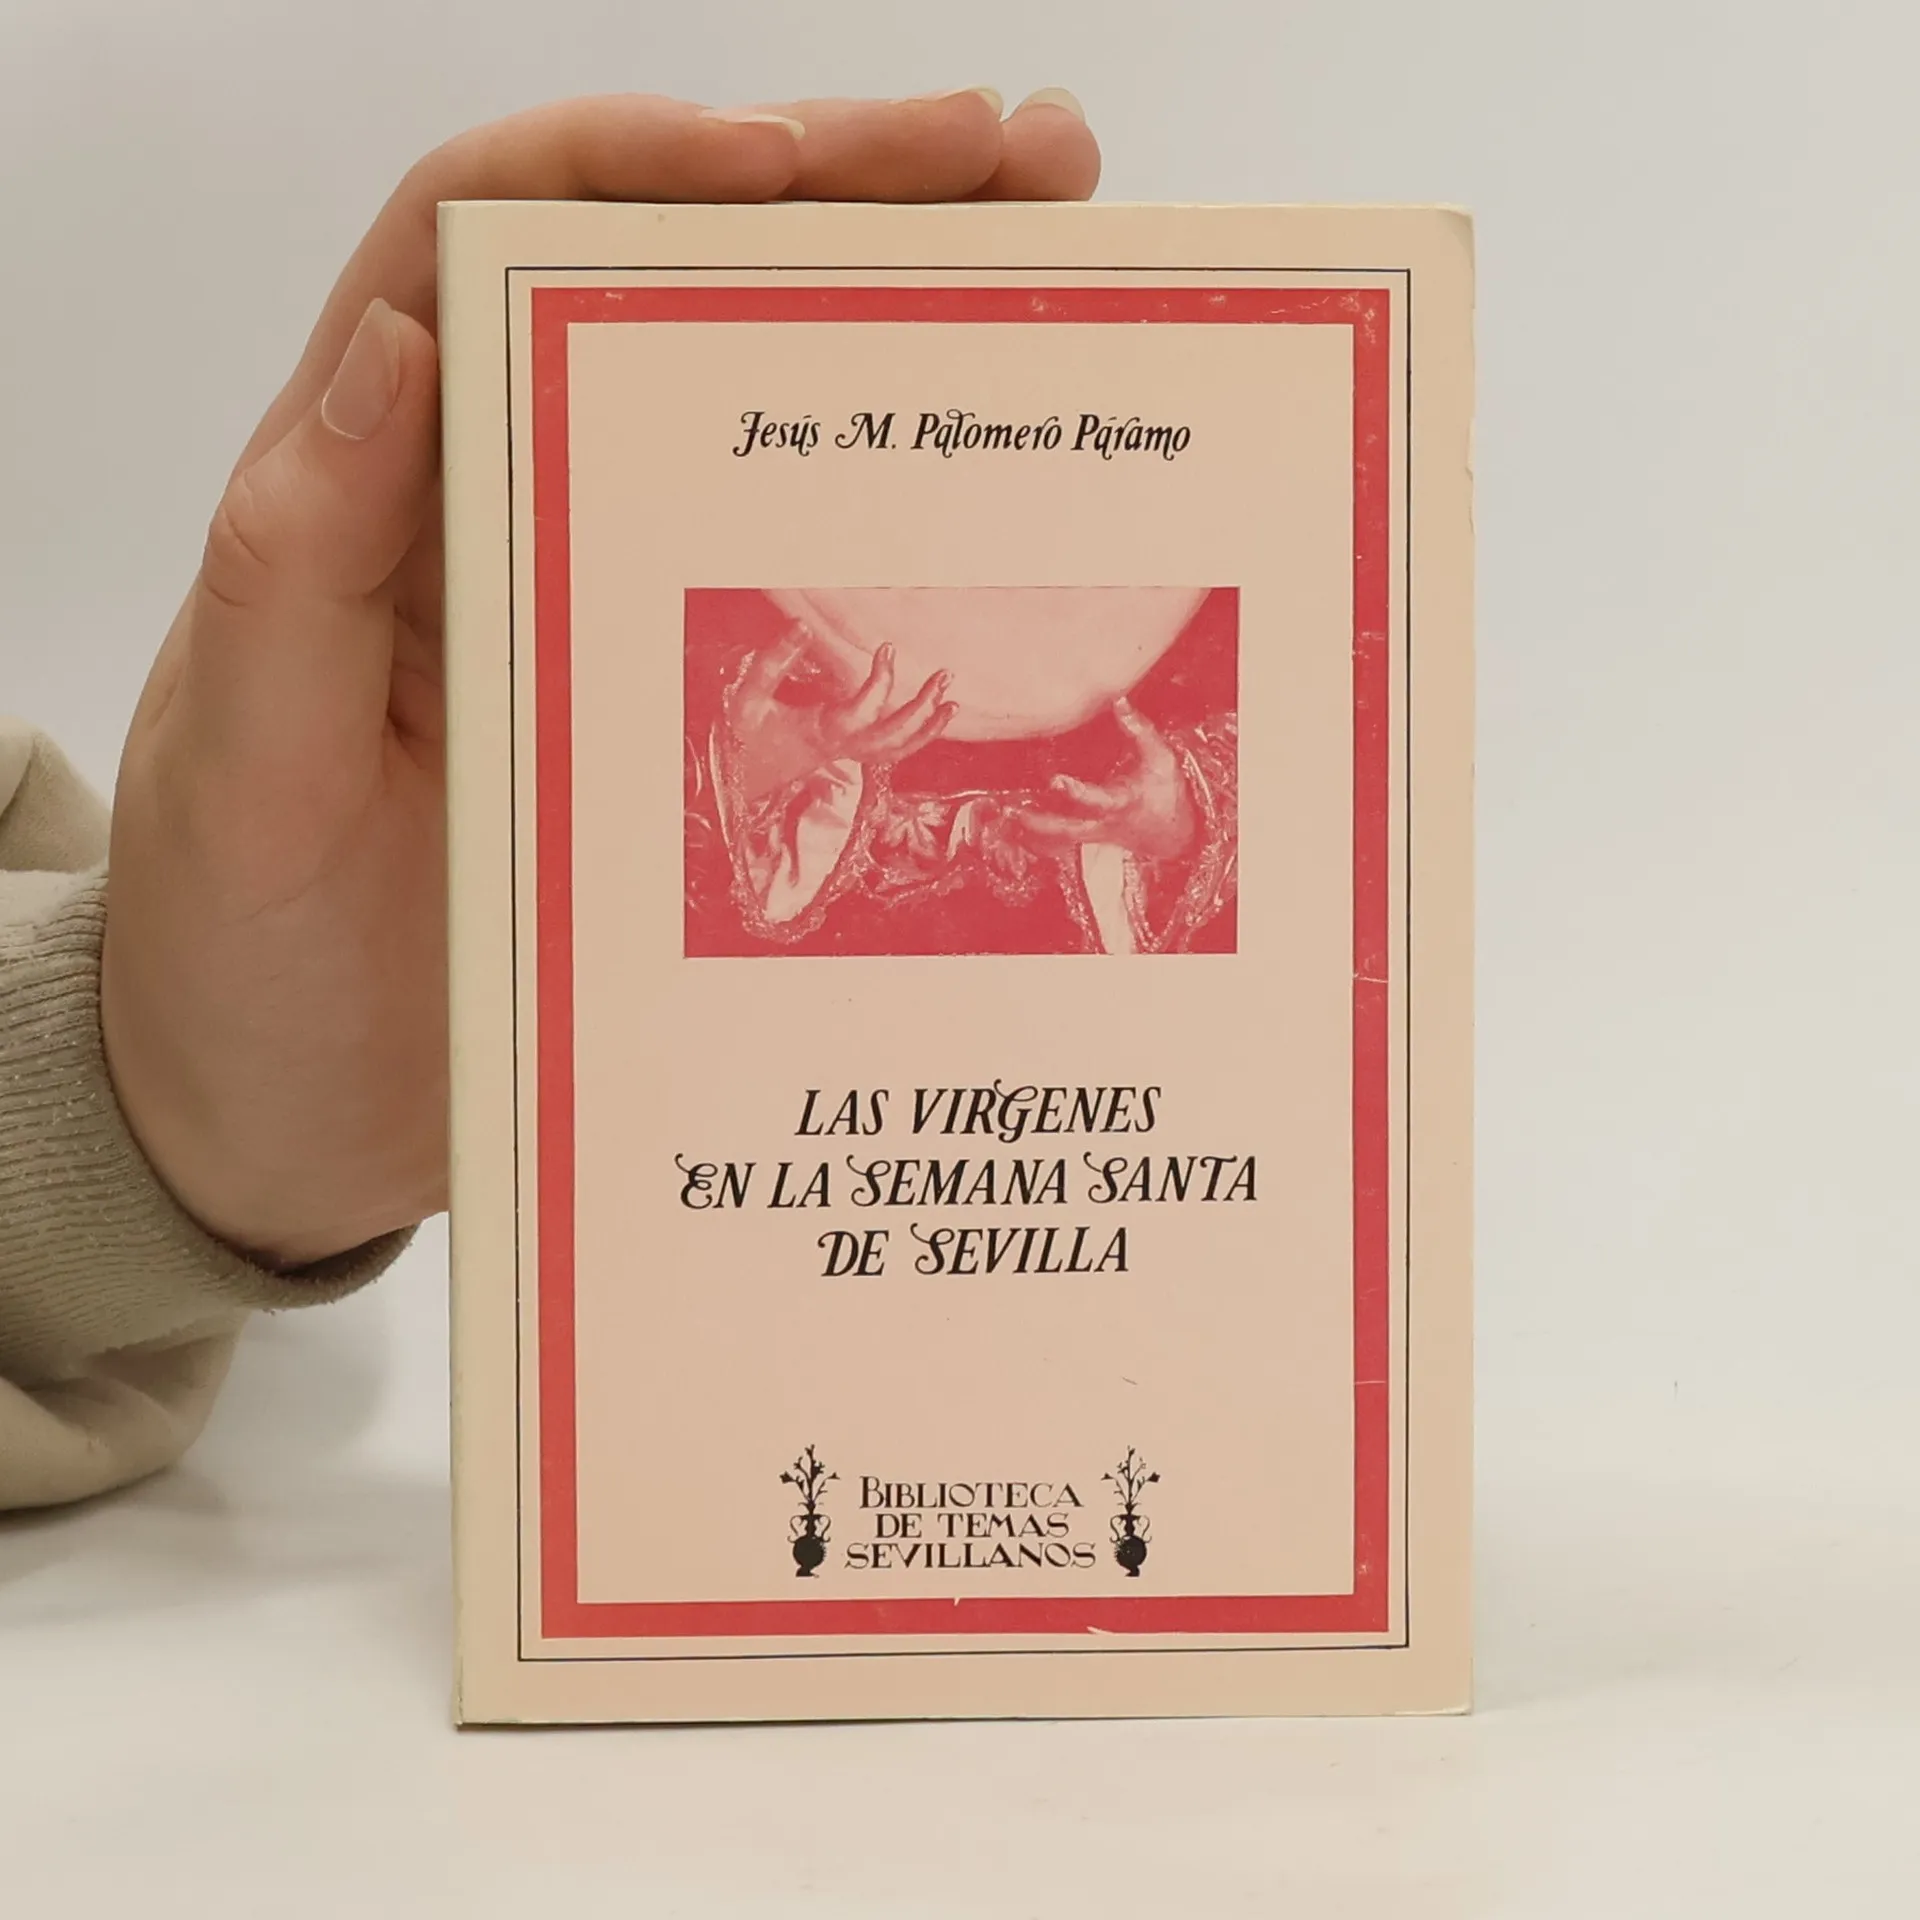 Jesús M. Palomero Páramo
LAS VIRGENES
EN LA SEMANA SANTA
DE SEVILLA
BIBLIOTECA
DE TEMAS
SEVILLANOS